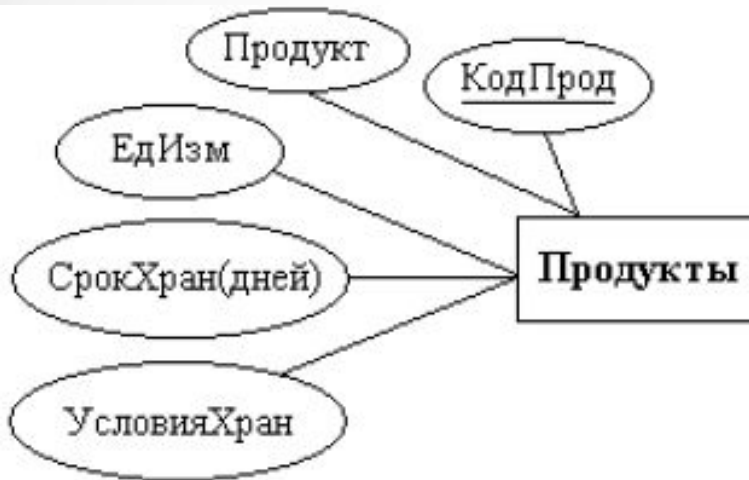 Продукт
КодПрод
ЕдИзм
СрокХран(дней)
Продукты
УсловияХран